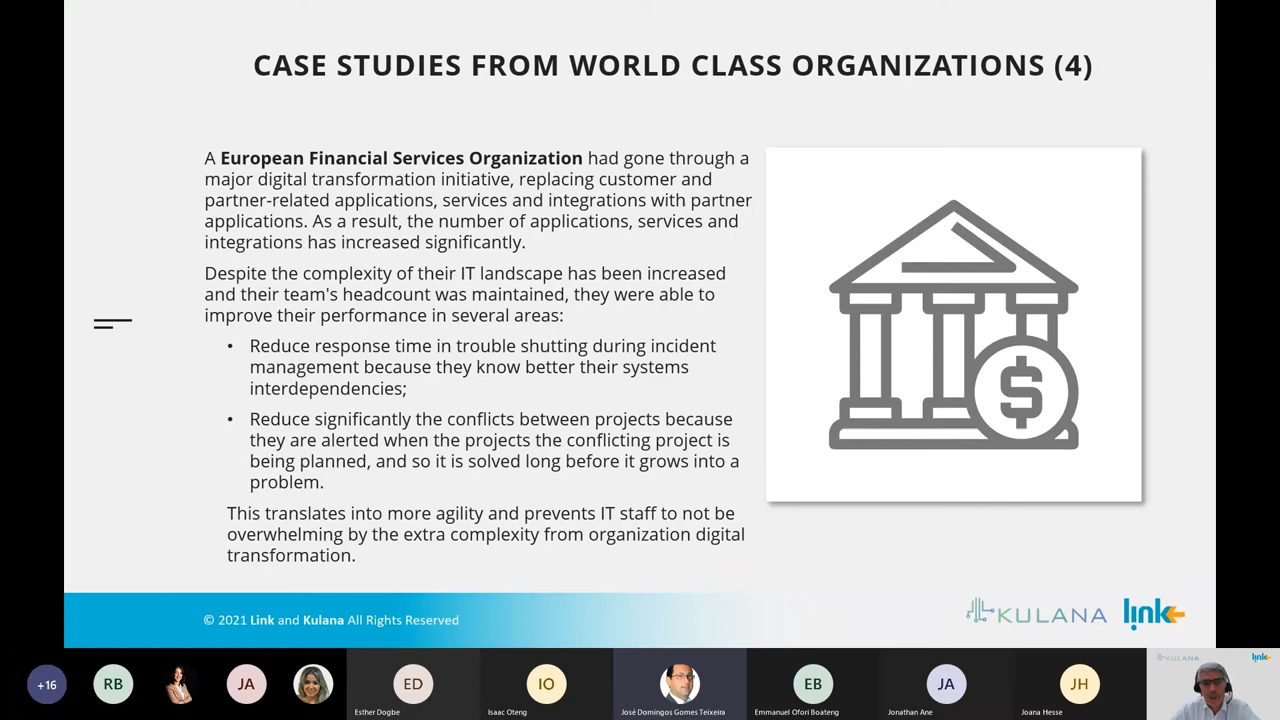 CASE STUDIES FROM WORLD CLASS ORGANIZATIONS (4)
A European Financial Services Organization had gone through a
major digital transformation initiative, replacing customer and
partner-related applications, services and integrations with partner
applications. As a result, the number of applications, services and
integrations has increased significantly.
Despite the complexity of their IT landscape has been increased
and their team's headcount was maintained, they were able to
improve their performance in several areas:
• Reduce response time in trouble shutting during incident
management because they know better their systems
interdependencies;
• Reduce significantly the conflicts between projects because
they are alerted when the projects the conflicting project is
being planned, and so it is solved long before it grows into a
problem.
This translates into more agility and prevents IT staff to not be
overwhelming by the extra complexity from organization digital
transformation.
$
© 2021 Link and Kulana All Rights Reserved
KULANA link
+16
RB
JA
ED
Esther Dogbe
IO
Isaac Oteng
José Domingos Gomes Teixeira
EB
Emmanuel Ofori Boateng
JA
Jonathan Ane
JH
Joana Hesse
KULANA link